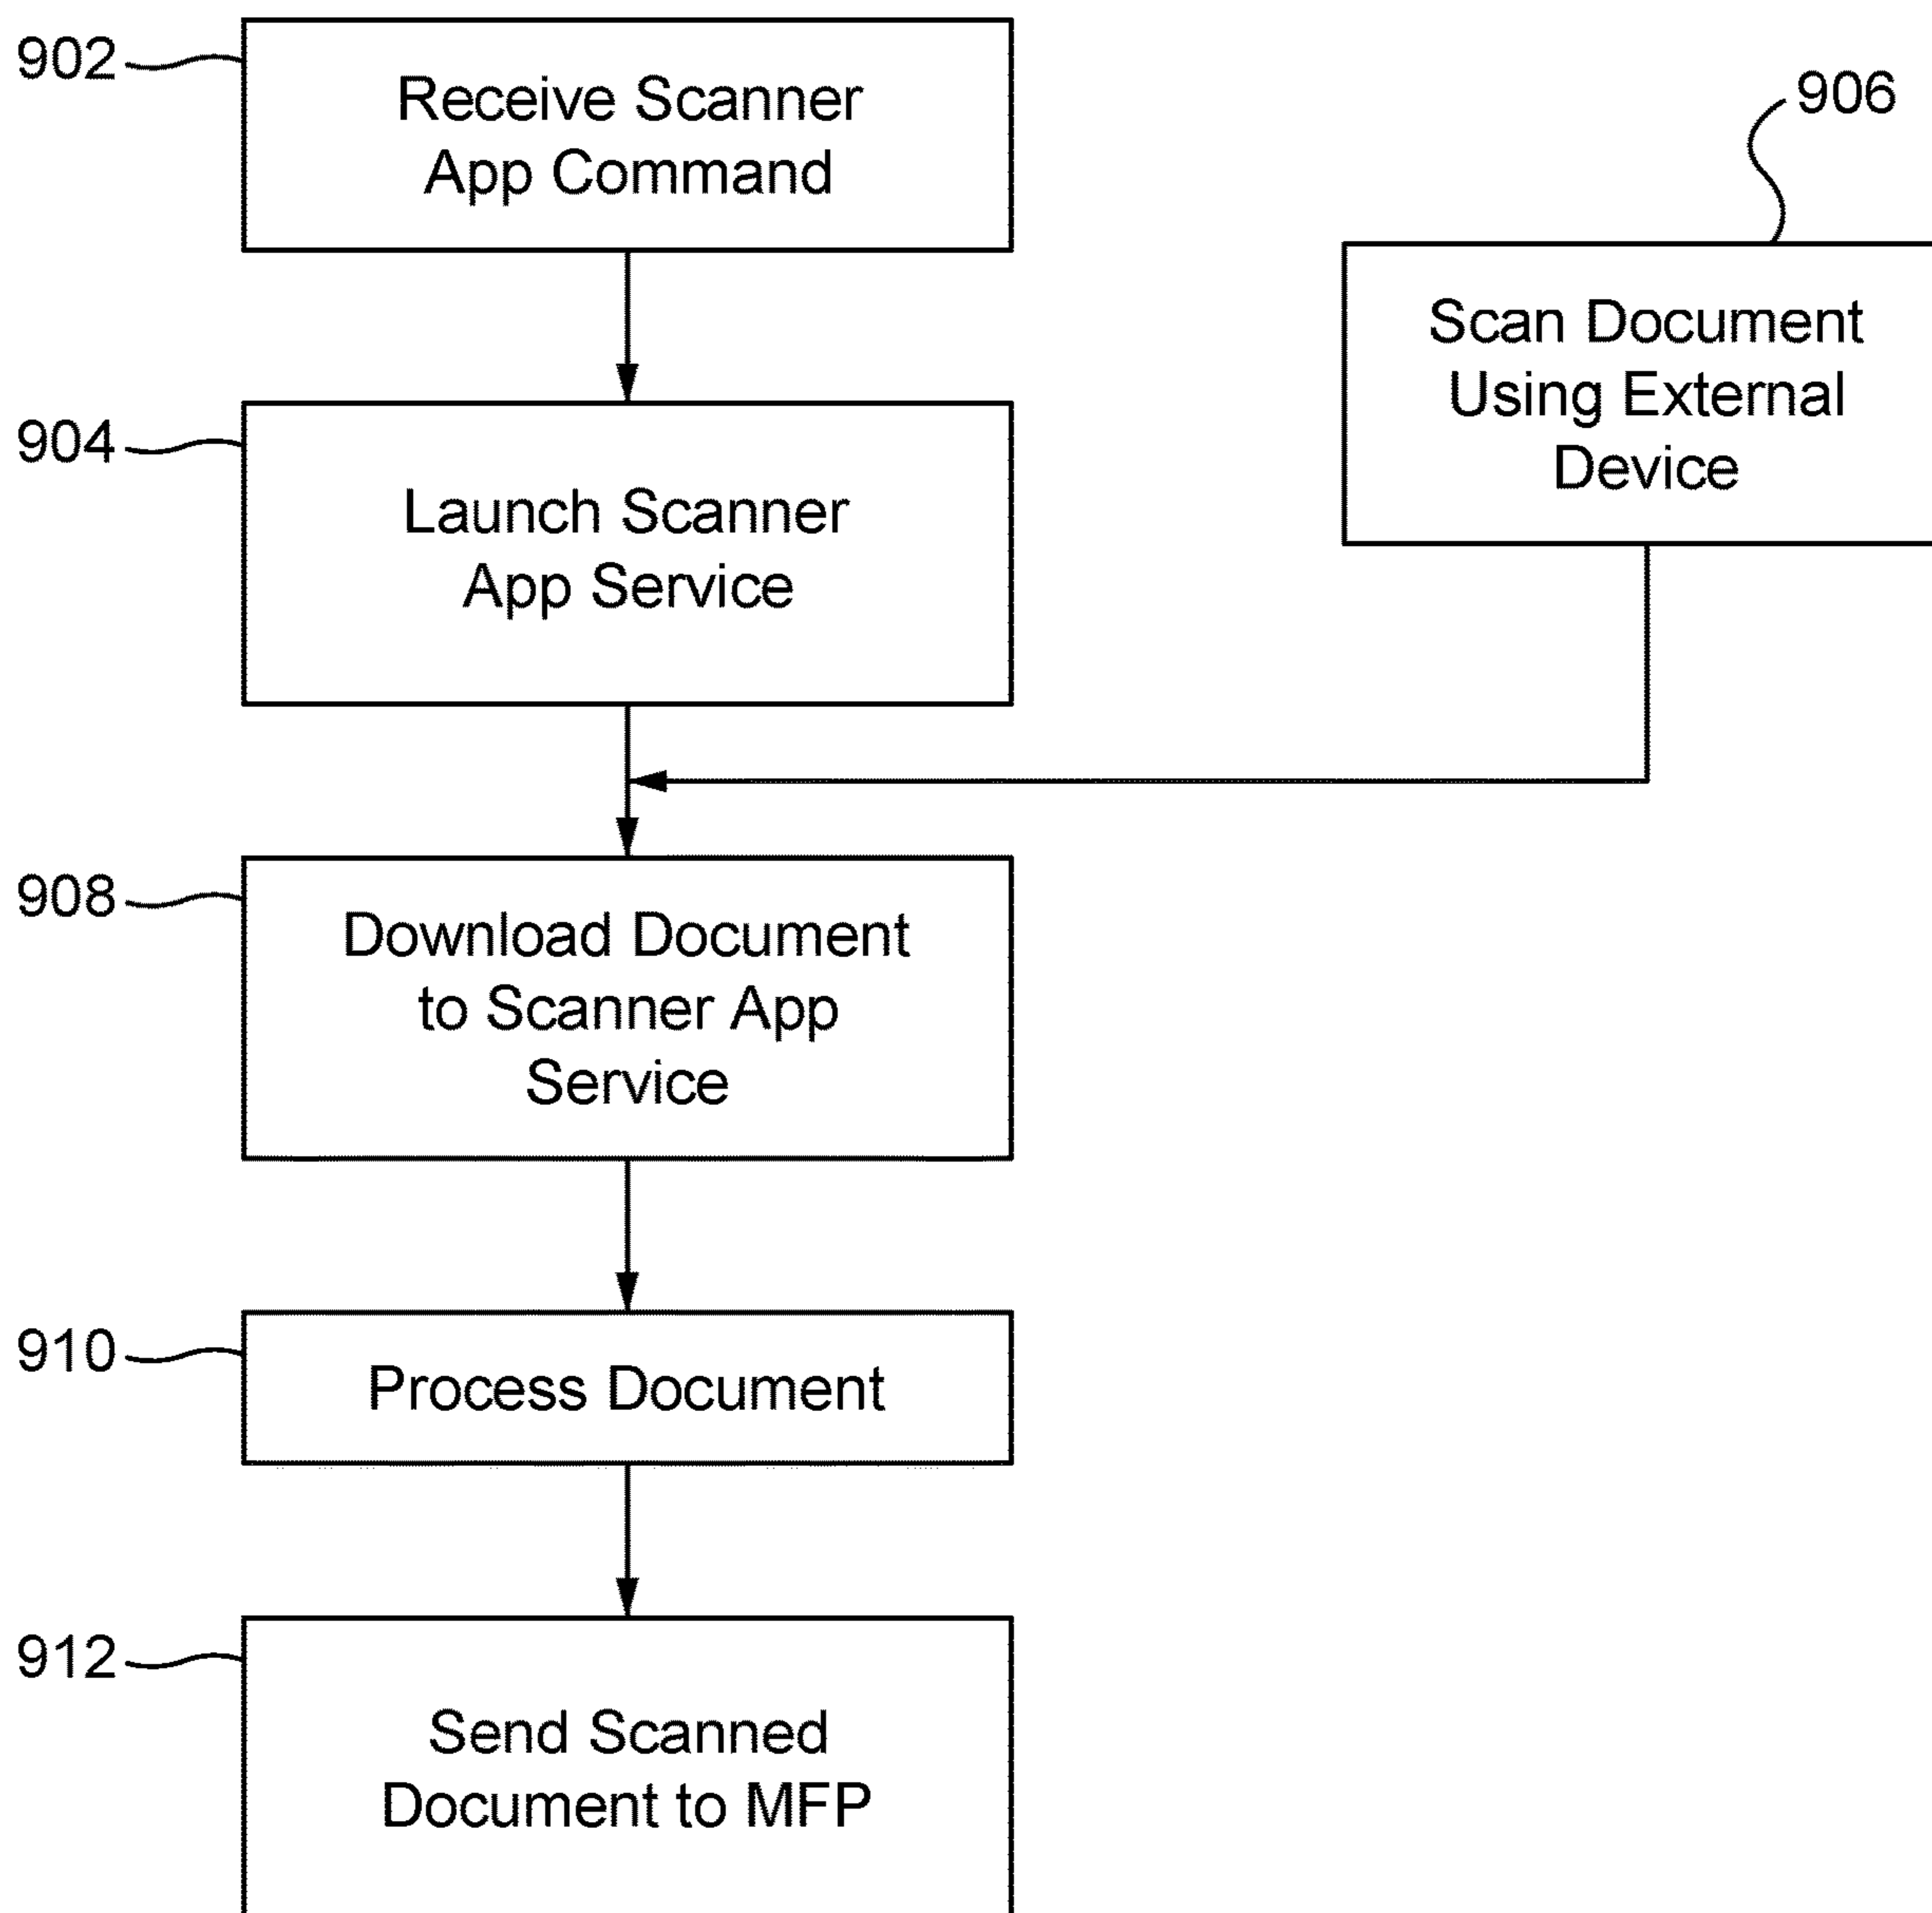 902
Receive Scanner
App Command
906
Scan Document
Using External
Device
904
Launch Scanner
App Service
908
Download Document
to Scanner App
Service
910
Process Document
912
Send Scanned
Document to MFP